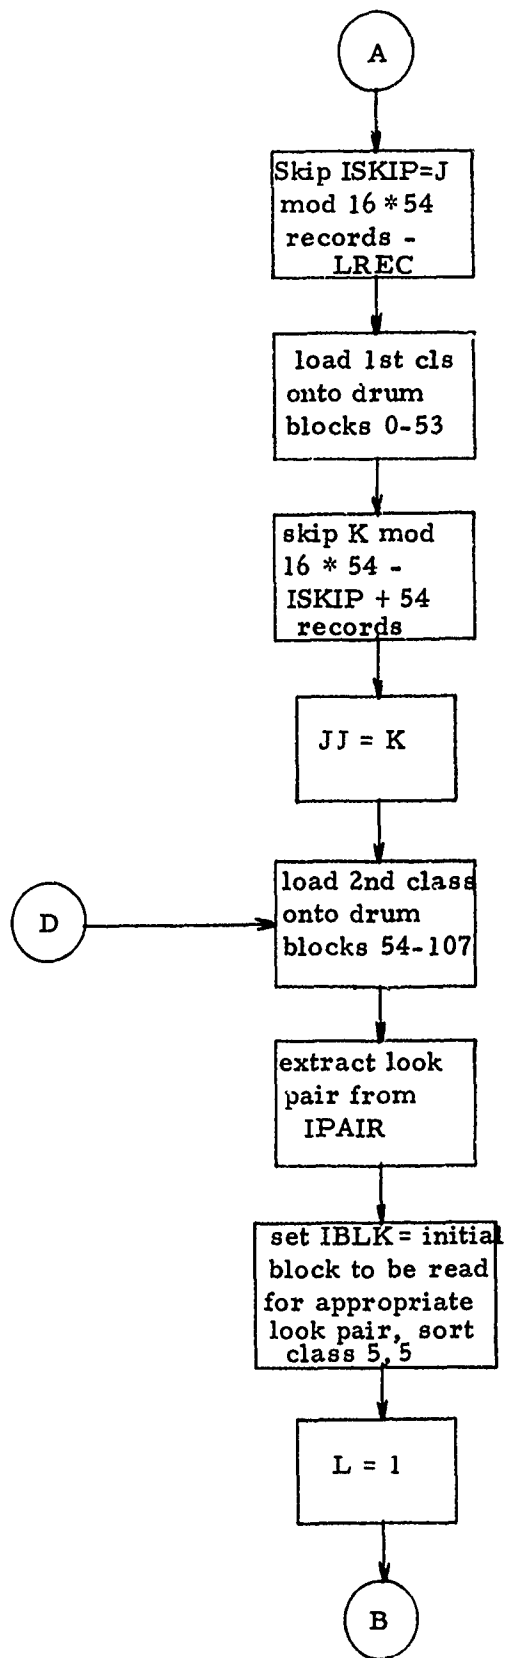 A
Skip ISKIP=J
mod 16 * 54
records -
LREC
load 1st cls
onto drum
blocks 0-53
skip K mod
16 * 54 -
ISKIP + 54
records
JJ = K
D
load 2nd class
onto drum
blocks 54-107
extract look
pair from
IPAIR
set IBLK = initial
block to be read
for appropriate
look pair, sort
class 5, 5
L = 1
B